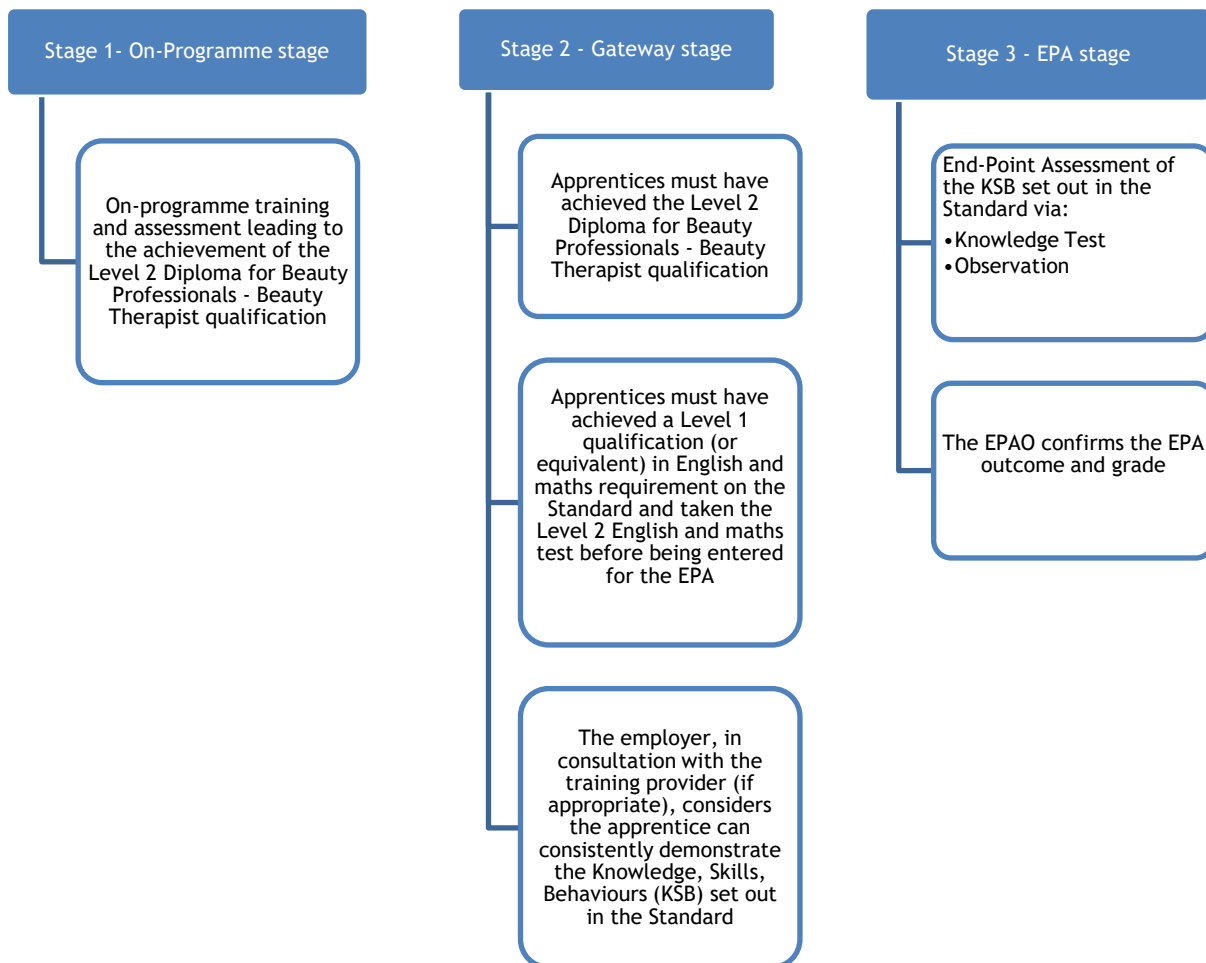 Stage 1- On-Programme stage
On-programme training
and assessment leading to
the achievement of the
Level 2 Diploma for Beauty
Professionals - Beauty
Therapist qualification
Stage 2 - Gateway stage
Apprentices must have
achieved the Level 2
Diploma for Beauty
Professionals - Beauty
Therapist qualification
Apprentices must have
achieved a Level 1
qualification (or
equivalent) in English and
maths requirement on the
Standard and taken the
Level 2 English and maths
test before being entered
for the EPA
The employer, in
consultation with the
training provider (if
appropriate), considers
the apprentice can
consistently demonstrate
the Knowledge, Skills,
Behaviours (KSB) set out
in the Standard
Stage 3 - EPA stage
End-Point Assessment of
the KSB set out in the
Standard via:
•Knowledge Test
•Observation
The EPAO confirms the EPA
outcome and grade